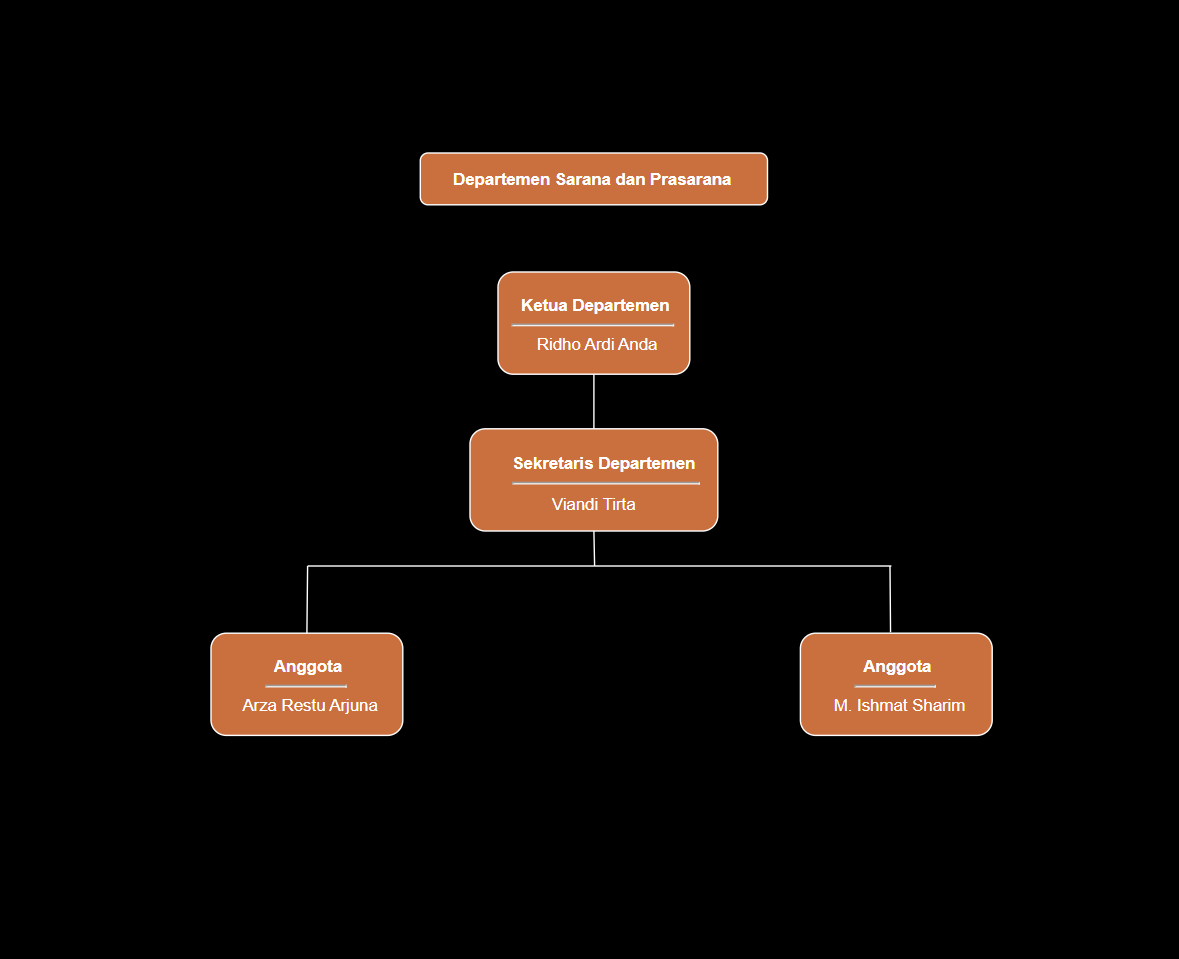 Departemen Sarana dan Prasarana
Ketua Departemen
Ridho Ardi Anda
Sekretaris Departemen
Viandi Tirta
Anggota
Arza Restu Arjuna
Anggota
M. Ishmat Sharim